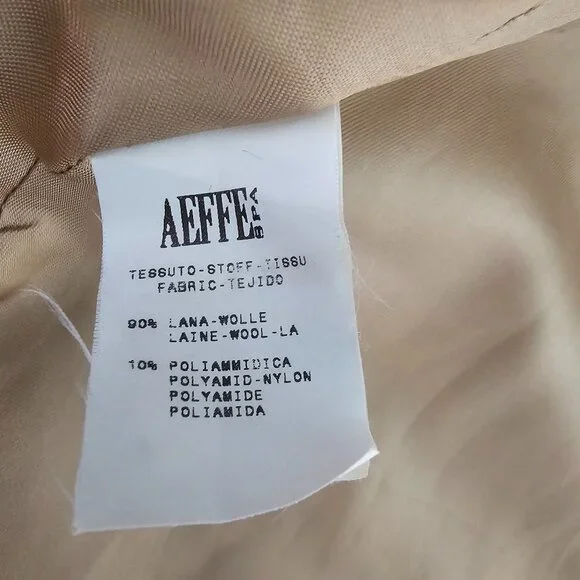 AEFFE SPA
TESSUTO-STOFF-TISSU
FABRIC-TEJIDO
90% LANA-WOLLE
LAINE-WOOL-LA
10% POLIAMMIDICA
POLYAMID-NYLON
POLYAMIDE
POLIAMIDA